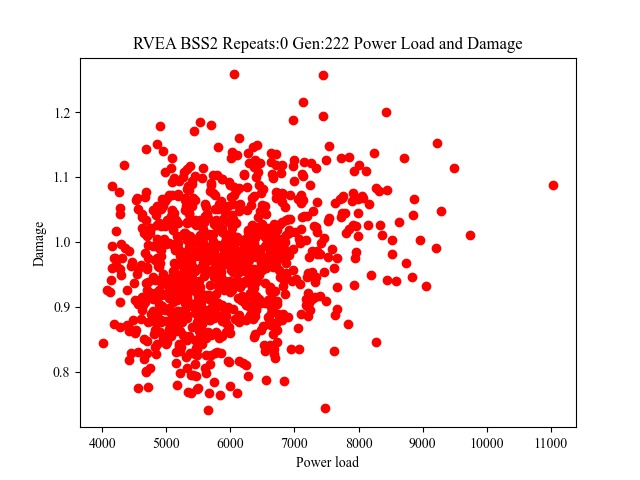 RVEA BSS2 Repeats:0 Gen:222 Power Load and Damage
1.2
1.1
1.0
0.9
0.8
Damage
4000 5000 6000 7000 8000 9000 10000 11000
Power load